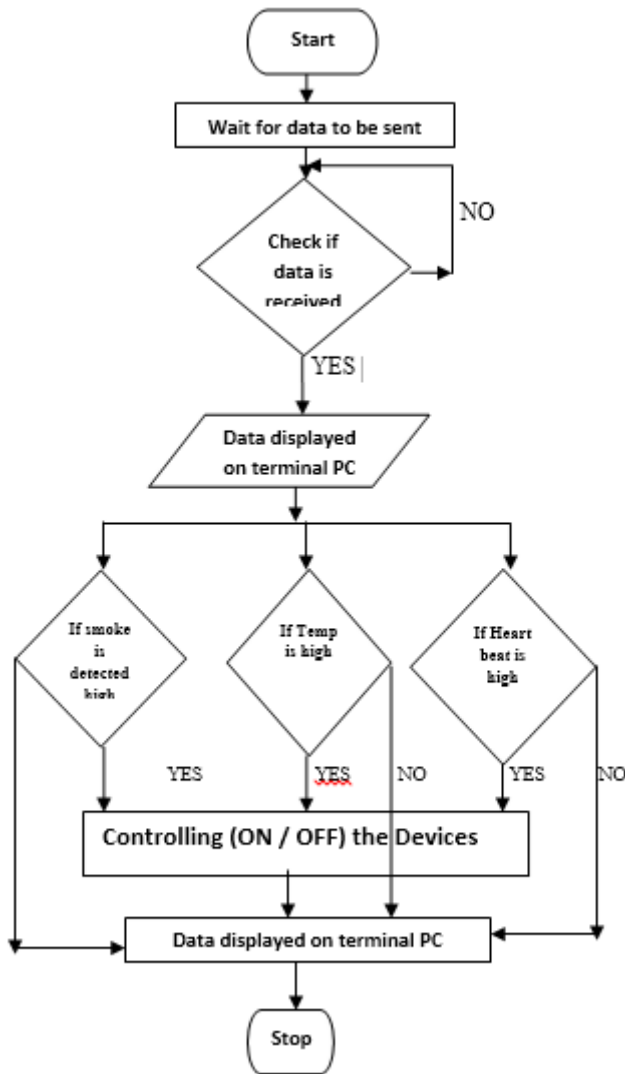 Start
Wait for data to be sent
NO
Check if
data is
received
YES
Data displayed
on terminal PC
If smoke
is
detected
high
If Temp
is high
If Heart
beat is
high
YES
YES
NO
YES
NO
Controlling (ON / OFF) the Devices
Data displayed on terminal PC
Stop